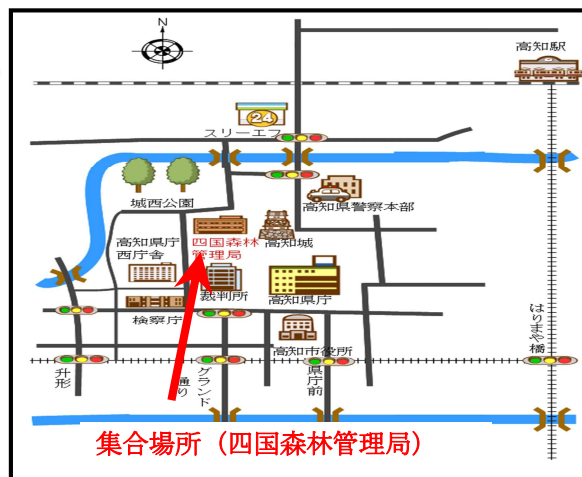 N
高知駅
24
スリーエフ
城西公園
高知県警察本部
高知県庁
西庁舎
四国森林
管理局
高知城
裁判所
高知県庁
検察庁
高知市役所
はりまや橋
升形
グランド
通り
県庁前
集合場所（四国森林管理局）